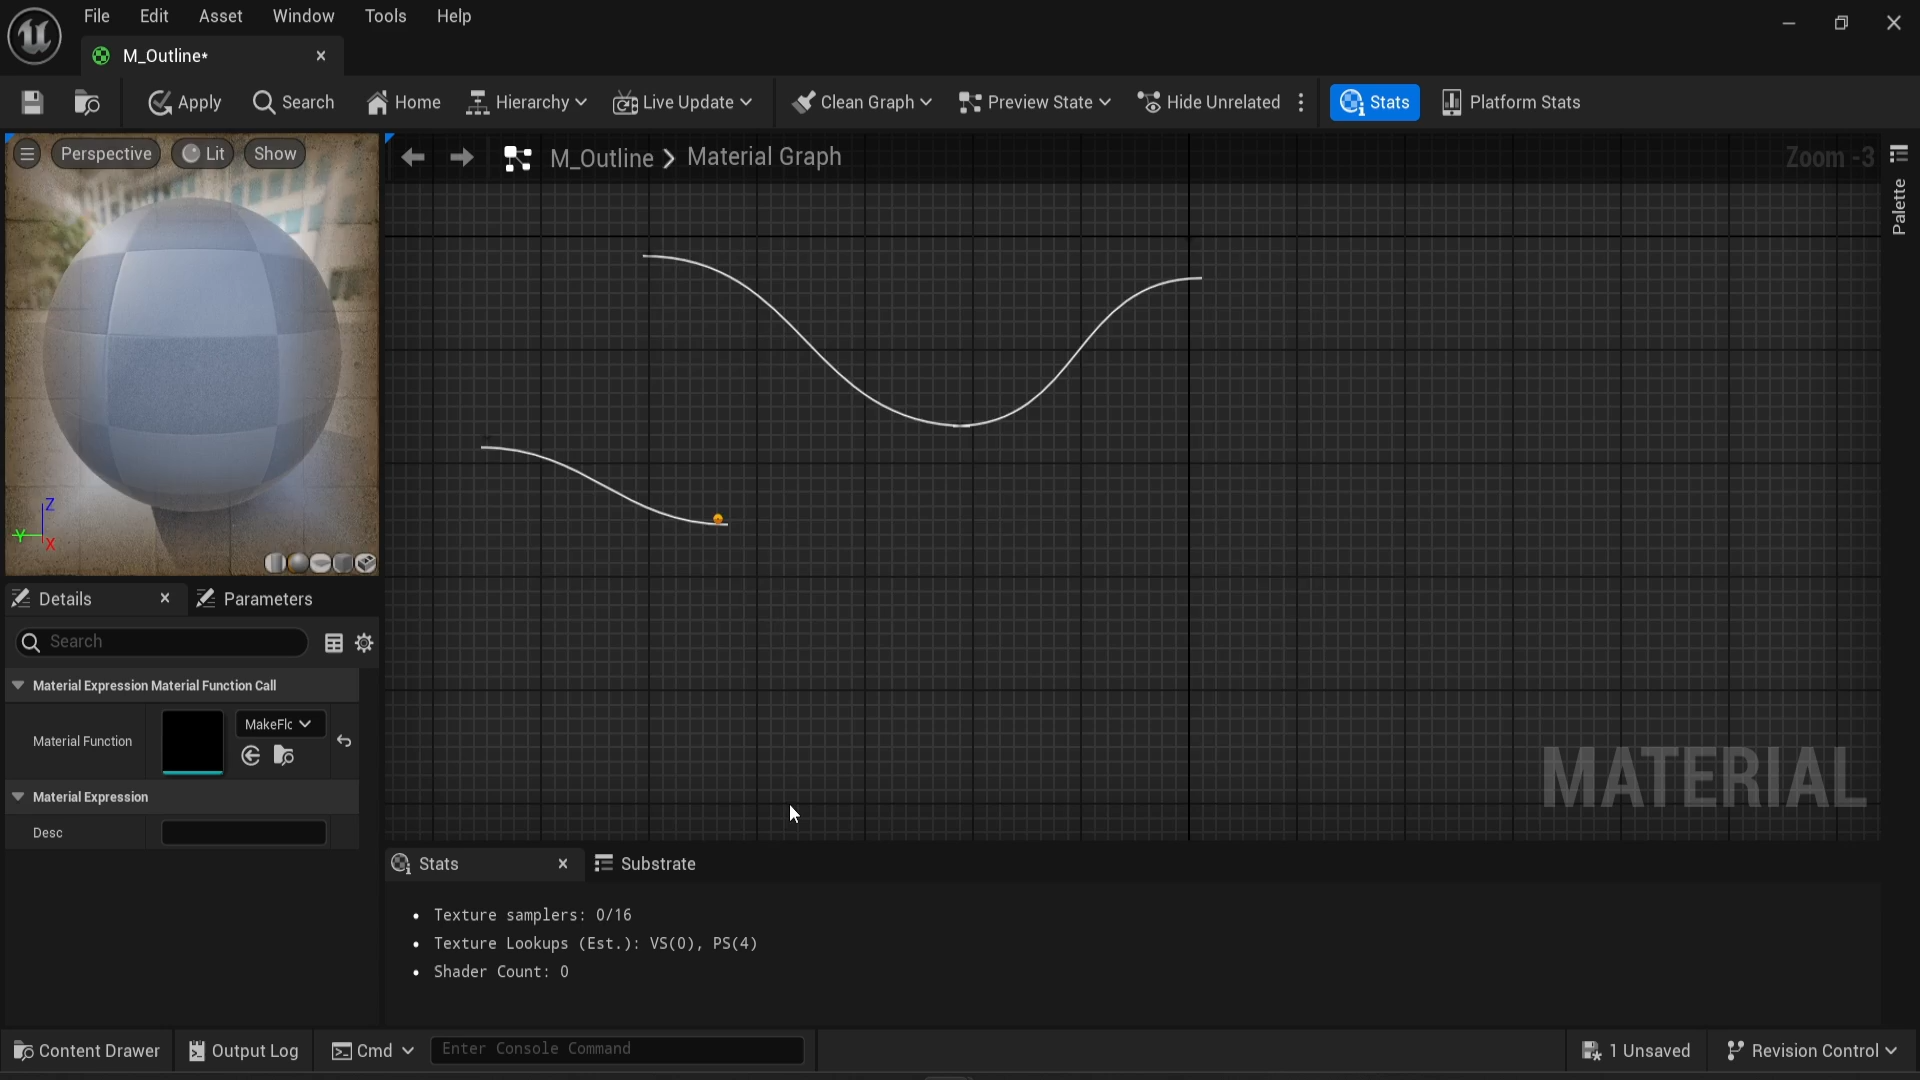 File Edit Asset Window Tools Help
M_Outline*
Apply Search Home Hierarchy Live Update Clean Graph Preview State Hide Unrelated Stats Platform Stats
Perspective Lit Show
M_Outline > Material Graph
Zoom -3
Palette
Z
Y
X
Details Parameters
Search
Material Expression Material Function Call
Material Function
MakeFlo
Material Expression
Desc
MATERIAL
Stats Substrate
• Texture samplers: 0/16
• Texture Lookups (Est.): VS(0), PS(4)
• Shader Count: 0
Content Drawer Output Log Cmd Enter Console Command 1 Unsaved Revision Control